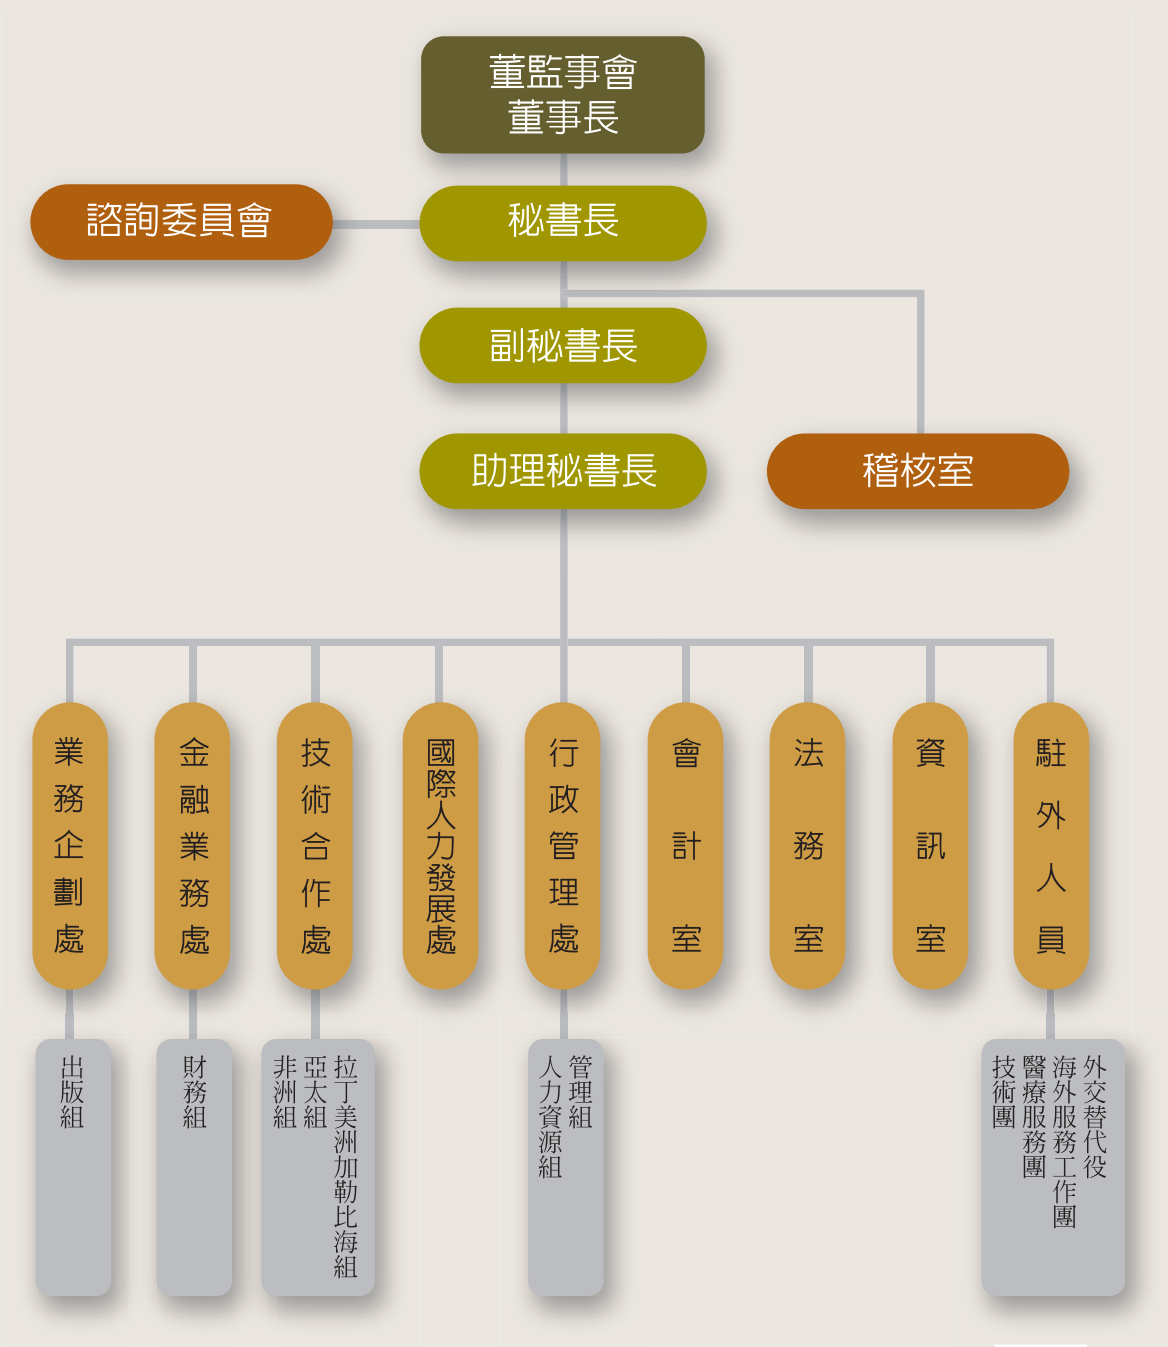 董監事會
董事長
諮詢委員會
秘書長
副秘書長
助理秘書長
稽核室
業務企劃處
金融業務處
技術合作處
國際人力發展處
行政管理處
會計室
法務室
資訊室
駐外人員
出版組
財務組
拉丁美洲加勒比海組
亞太組
非洲組
管理組
人力資源組
外交替代役
海外服務工作團
醫療服務團
技術團